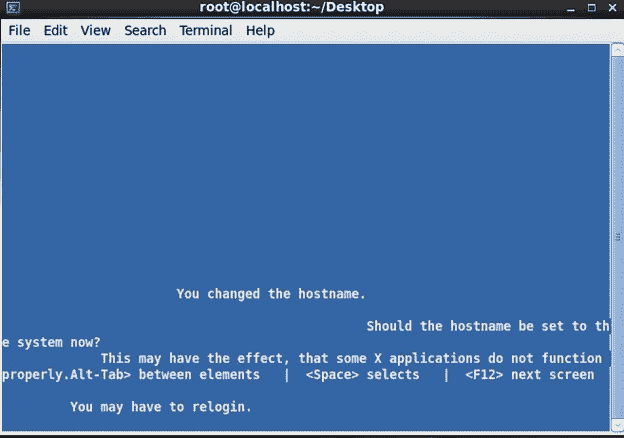 root@localhost:~/Desktop
File Edit View Search Terminal Help
You changed the hostname.
Should the hostname be set to th
e system now?
This may have the effect, that some X applications do not function
properly.Alt-Tab> between elements | <Space> selects | <F12> next screen
You may have to relogin.